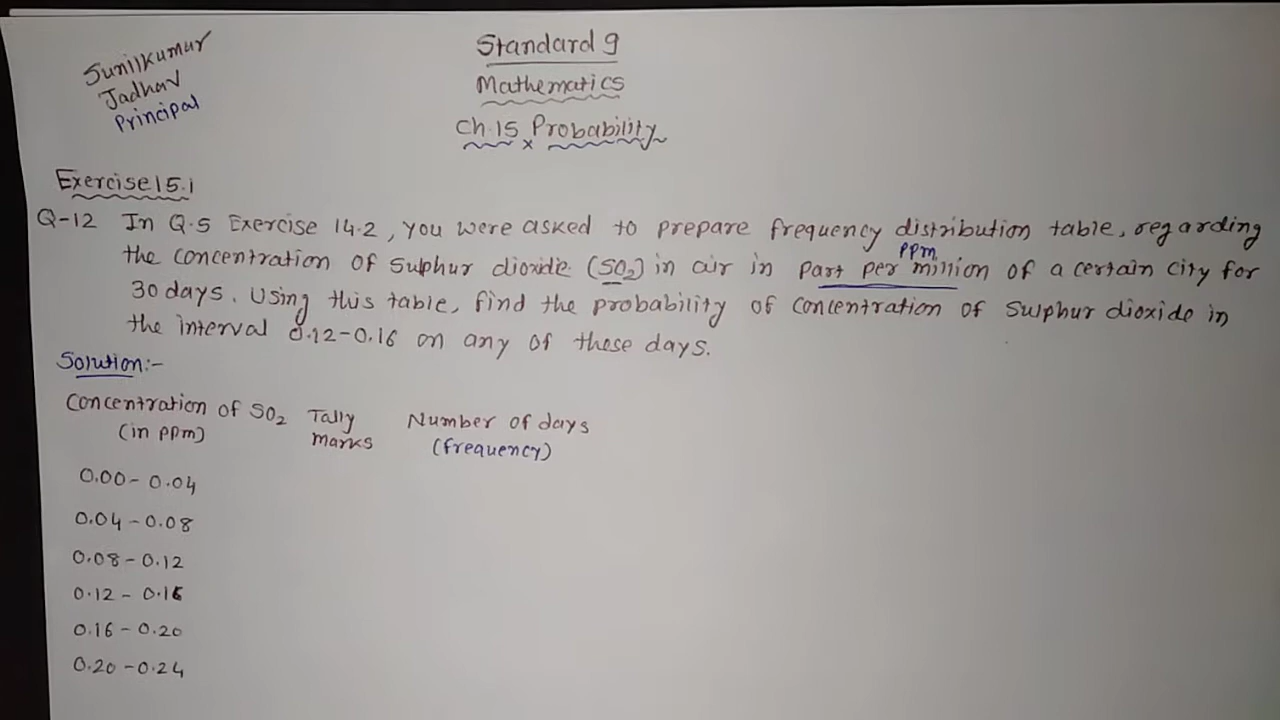 Sunilkumar
Jadhav
Principal
Standard 9
Mathematics
Ch.15 Probability
x
Exercise 15.1
Q-12 In Q.5 Exercise 14.2, you were asked to prepare frequency distribution table, regarding
PPm
the concentration of Sulphur dioxide (SO2) in air in Part per million of a certain city for
30 days. Using this table, find the probability of concentration of Sulphur dioxide in
the interval 0.12-0.16 on any of these days.
Solution:-
Concentration of SO2 Tally Number of days
(in ppm) marks (frequency)
0.00- 0.04
0.04-0.08
0.08-0.12
0.12 - 0.16
0.16-0.20
0.20-0.24